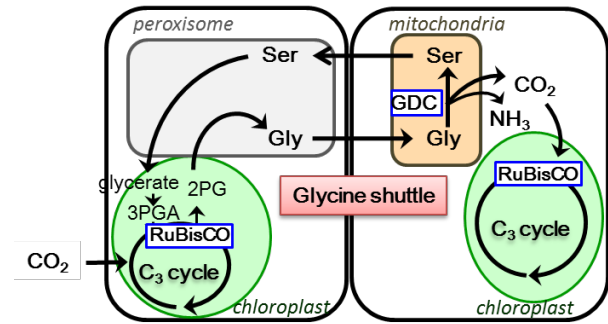 peroxisome
mitochondria
Ser
Ser
GDC
CO₂
NH₃
Gly
Gly
glycerate
2PG
3PGA
RuBisCO
RuBisCO
Glycine shuttle
C₃ cycle
C₃ cycle
CO₂
chloroplast
chloroplast